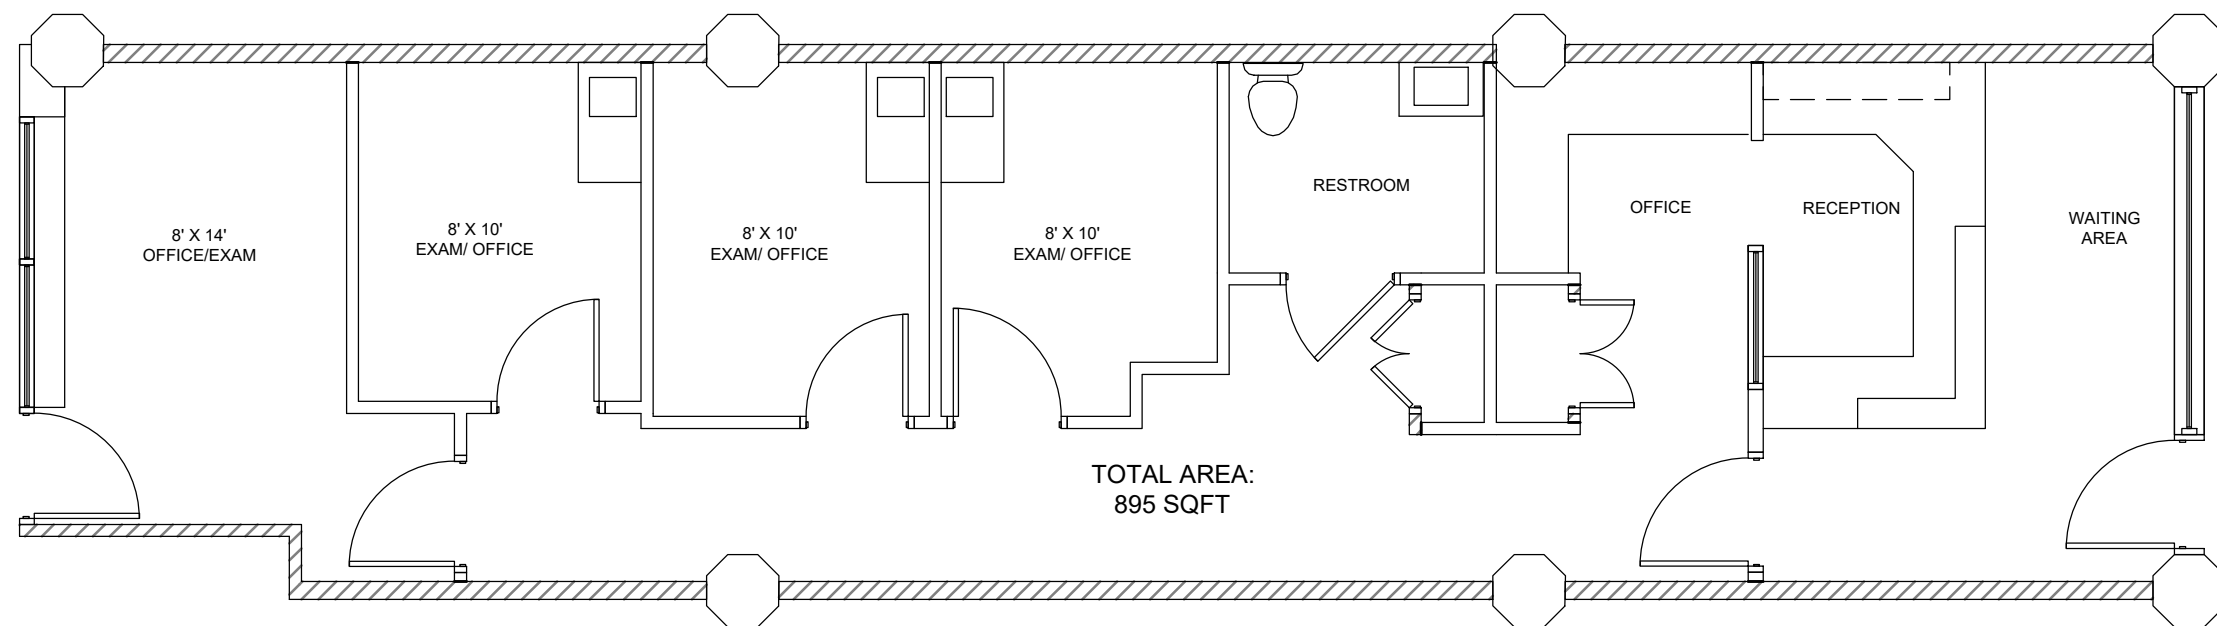 8' X 14'
OFFICE/EXAM
8' X 10'
EXAM/ OFFICE
8' X 10'
EXAM/ OFFICE
8' X 10'
EXAM/ OFFICE
RESTROOM
OFFICE
RECEPTION
WAITING
AREA
TOTAL AREA:
895 SQFT